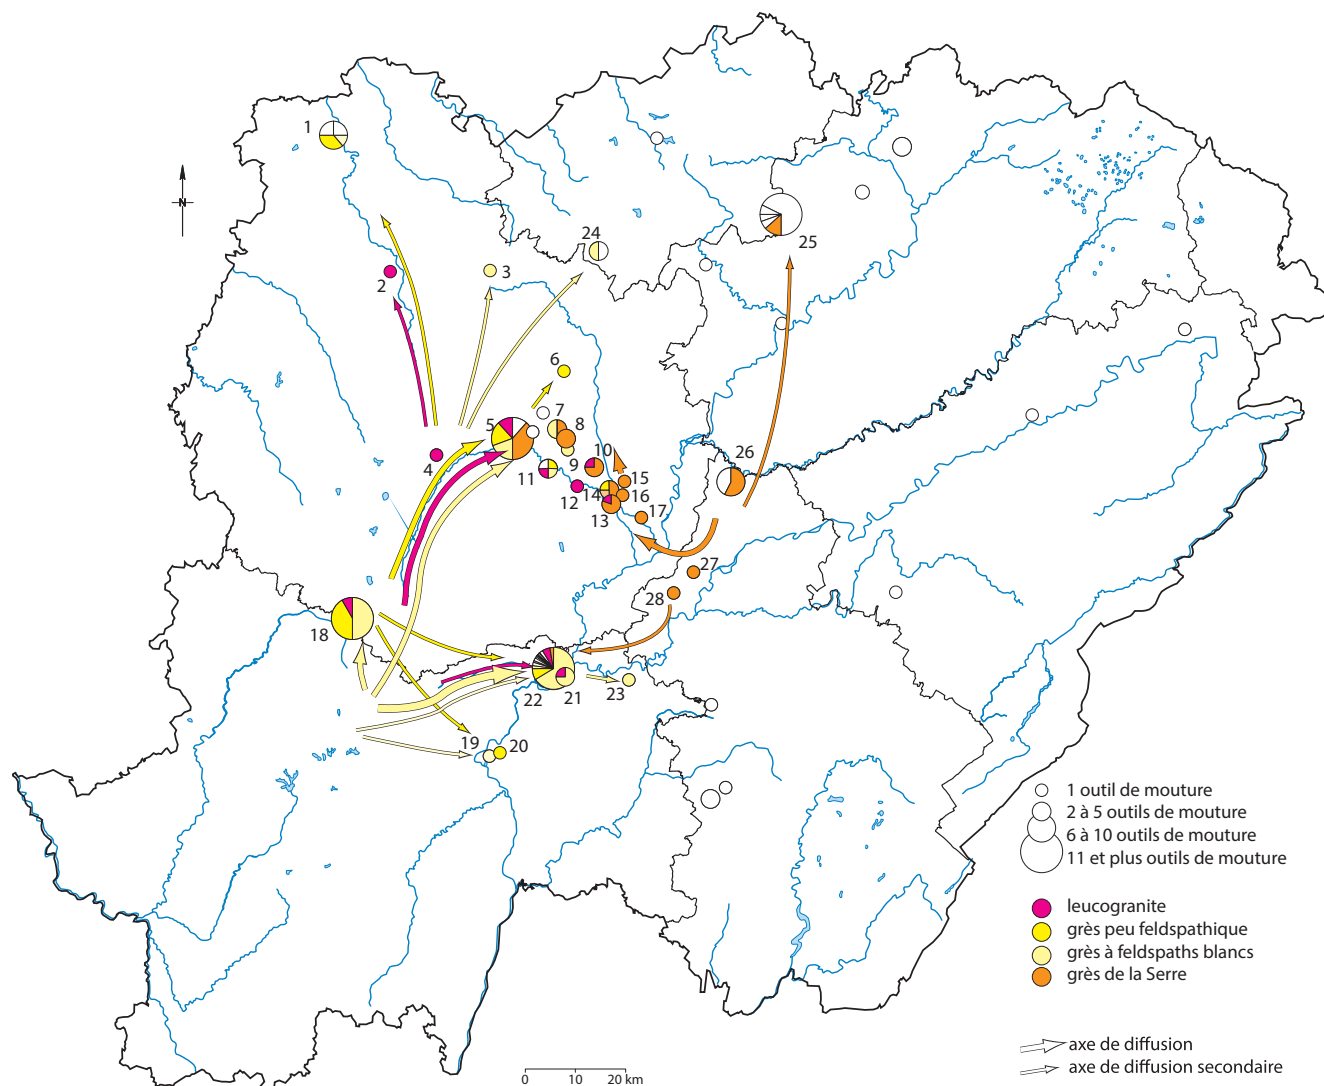 1
N
2
3
24
25
6
7
5
8
4
10
9
11
12
14
15
16
13
17
26
27
28
18
22
21
23
19
20
1 outil de mouture
2 à 5 outils de mouture
6 à 10 outils de mouture
11 et plus outils de mouture
leucogranite
grès peu feldspathique
grès à feldspaths blancs
grès de la Serre
axe de diffusion
axe de diffusion secondaire
0 10 20 km